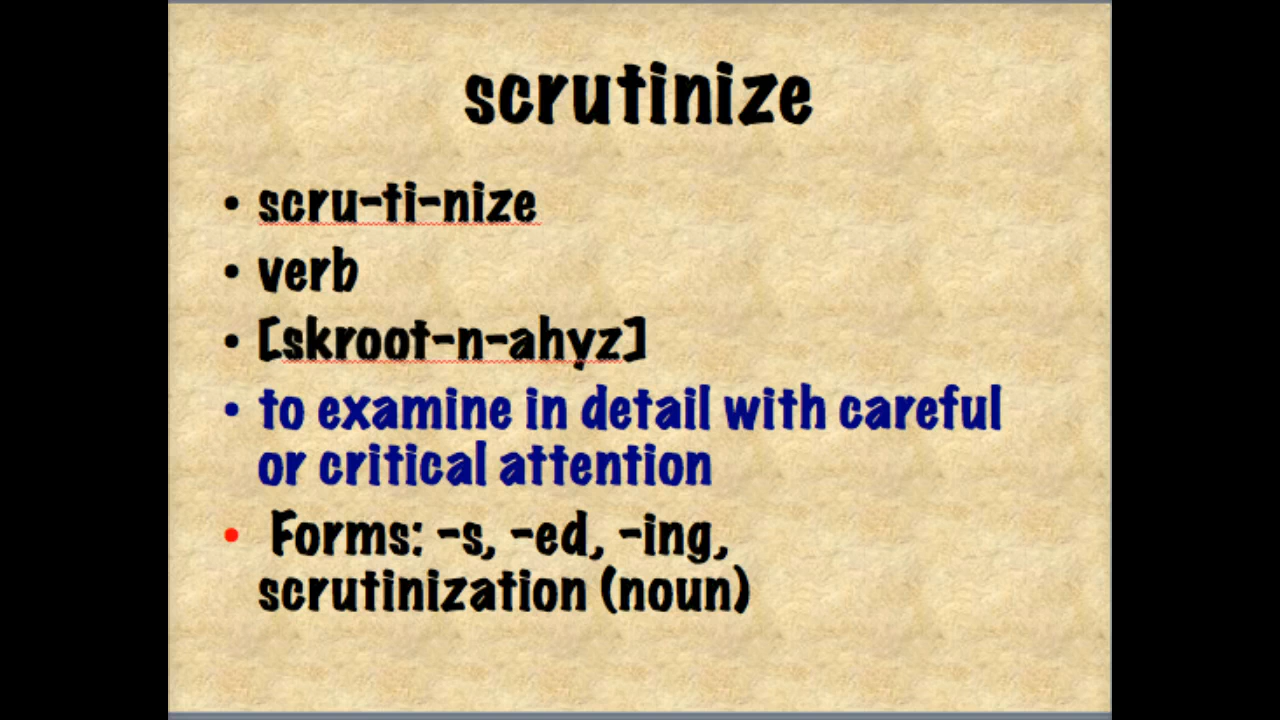 scrutinize
• scru-ti-nize
• verb
• [skroot-n-ahyz]
• to examine in detail with careful
or critical attention
• Forms: -s, -ed, -ing,
scrutinization (noun)